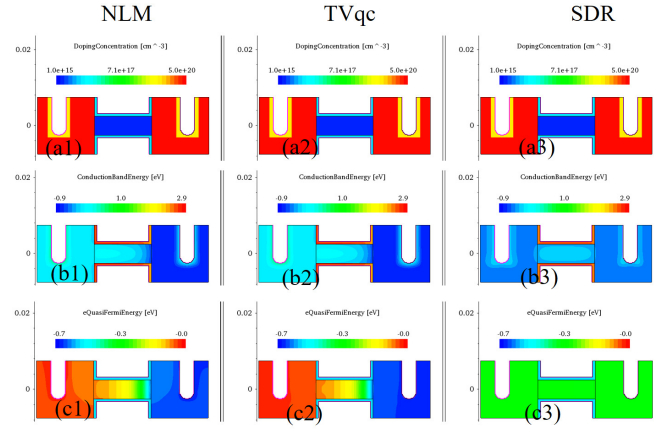 NLM TVqc SDR
DopingConcentration [cm ^-3] DopingConcentration [cm ^-3] DopingConcentration [cm ^-3]
0.02 0.02 0.02
1.0e+15 7.1e+17 5.0e+20 1.0e+15 7.1e+17 5.0e+20 1.0e+15 7.1e+17 5.0e+20
0 0 0
(a1) (a2) (a3)
0.02 0.02 0.02
ConductionBandEnergy [eV] ConductionBandEnergy [eV] ConductionBandEnergy [eV]
-0.9 1.0 2.9 -0.9 1.0 2.9 -0.9 1.0 2.9
0 0 0
(b1) (b2) (b3)
0.02 0.02 0.02
eQuasiFermiEnergy [eV] eQuasiFermiEnergy [eV] eQuasiFermiEnergy [eV]
-0.7 -0.3 -0.0 -0.7 -0.3 -0.0 -0.7 -0.3 -0.0
0 0 0
(c1) (c2) (c3)